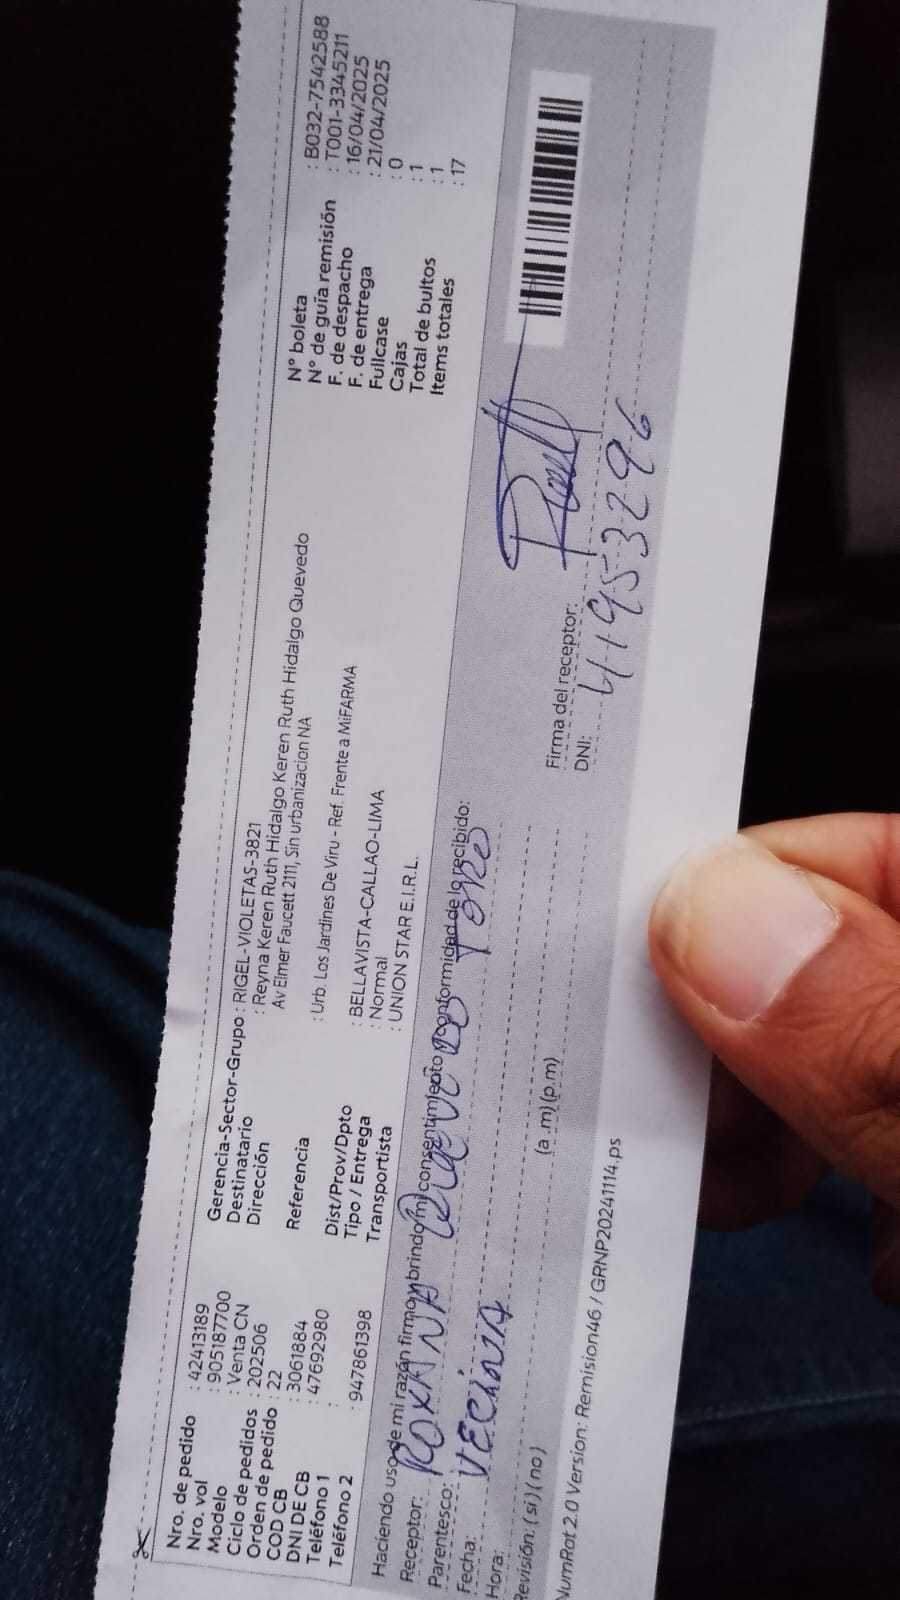 Nro. de pedido : 42413189
Nro. vol : 905187700
Modelo : Venta CN
Ciclo de pedidos : 202506
Orden de pedido : 22
COD CB : 3061884
DNI DE CB : 47692980
Teléfono 1 :
Teléfono 2 : 947861398
Gerencia-Sector-Grupo : RIGEL-VIOLETAS-3821
Destinatario : Reyna Keren Ruth Hidalgo Keren Ruth Hidalgo Quevedo
Dirección Av Elmer Faucett 2111, Sin urbanizacion NA
Referencia : Urb. Los Jardines De Viru - Ref. Frente a MiFARMA
Dist/Prov/Dpto : BELLAVISTA-CALLAO-LIMA
Tipo / Entrega : Normal
Transportista : UNION STAR E.I.R.L.
N° boleta : B032-7542588
N° de guía remisión : T001-3345211
F. de despacho : 16/04/2025
F. de entrega : 21/04/2025
Fullcase : 0
Cajas : 1
Total de bultos : 1
Items totales : 17
Haciendo uso de mi razón firmo y brindo (mi) consentimiento y conformidad de lo recibido:
Receptor: ROXANA
Parentesco: VECINA
Fecha:
Hora: (a .m) (p.m)
Revisión: ( si ) ( no )
Firma del receptor:
DNI: 41953296
NumRot 2.0 Version: Remision46 / GRNP20241114.ps